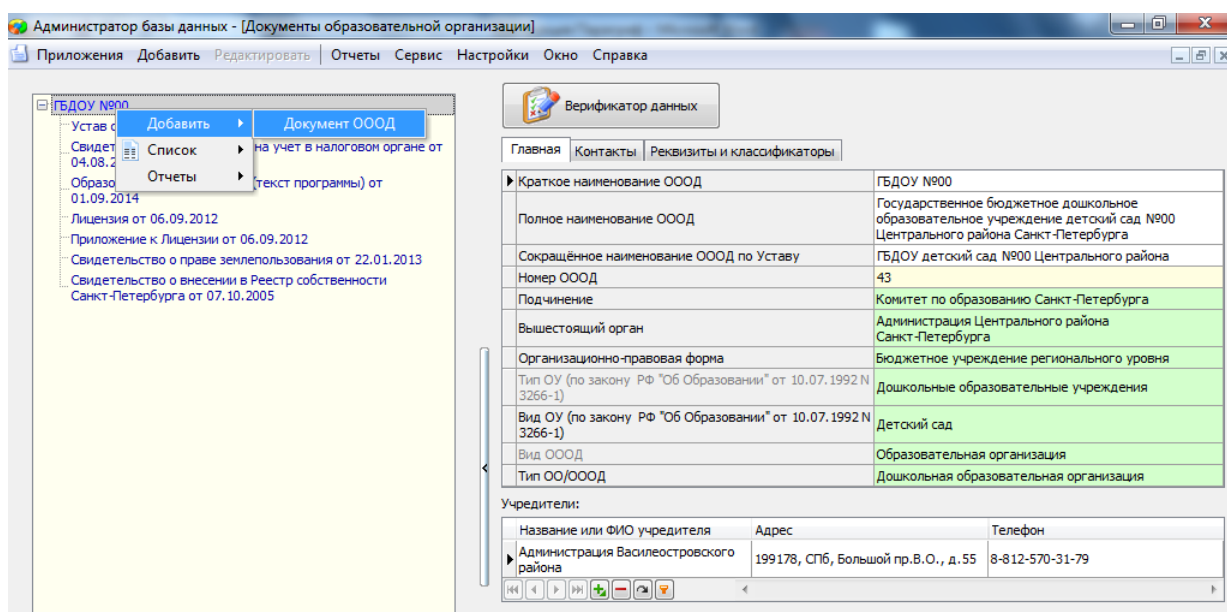 Администратор базы данных - [Документы образовательной организации]
Приложения Добавить Редактировать Отчеты Сервис Настройки Окно Справка
ГБДОУ №00
Устав
Добавить
Документ ОООД
Список
Отчеты
Свидет на учет в налоговом органе от
04.08.2
Образо (текст программы) от
01.09.2014
Лицензия от 06.09.2012
Приложение к Лицензии от 06.09.2012
Свидетельство о праве землепользования от 22.01.2013
Свидетельство о внесении в Реестр собственности
Санкт-Петербурга от 07.10.2005
Верификатор данных
Главная Контакты Реквизиты и классификаторы
Краткое наименование ОООД ГБДОУ №00
Полное наименование ОООД
Государственное бюджетное дошкольное
образовательное учреждение детский сад №00
Центрального района Санкт-Петербурга
Сокращённое наименование ОООД по Уставу ГБДОУ детский сад №00 Центрального района
Номер ОООД 43
Подчинение Комитет по образованию Санкт-Петербурга
Вышестоящий орган
Администрация Центрального района
Санкт-Петербурга
Организационно-правовая форма Бюджетное учреждение регионального уровня
Тип ОУ (по закону РФ "Об Образовании" от 10.07.1992 N
3266-1)
Дошкольные образовательные учреждения
Вид ОУ (по закону РФ "Об Образовании" от 10.07.1992 N
3266-1)
Детский сад
Вид ОООД Образовательная организация
Тип ОО/ОООД Дошкольная образовательная организация
Учредители:
Название или ФИО учредителя Адрес Телефон
Администрация Василеостровского
района
199178, СПб, Большой пр.В.О., д.55 8-812-570-31-79